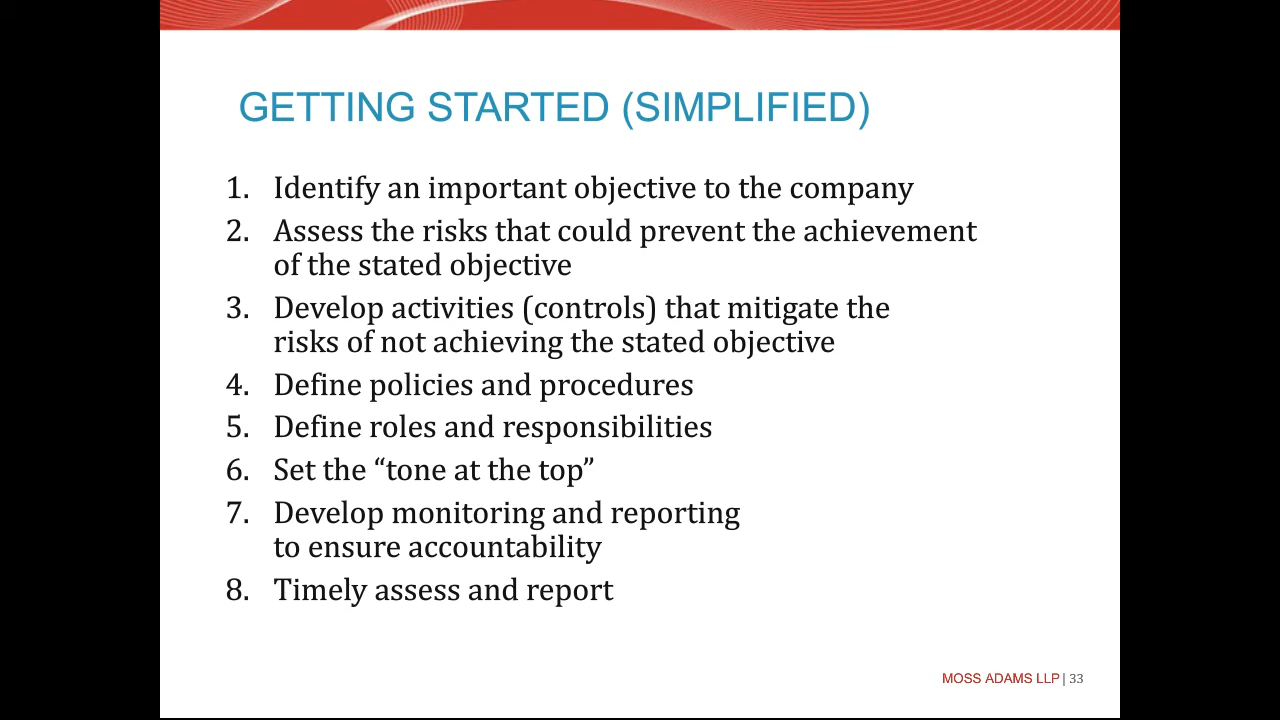 GETTING STARTED (SIMPLIFIED)
1. Identify an important objective to the company
2. Assess the risks that could prevent the achievement
of the stated objective
3. Develop activities (controls) that mitigate the
risks of not achieving the stated objective
4. Define policies and procedures
5. Define roles and responsibilities
6. Set the “tone at the top”
7. Develop monitoring and reporting
to ensure accountability
8. Timely assess and report
MOSS ADAMS LLP | 33